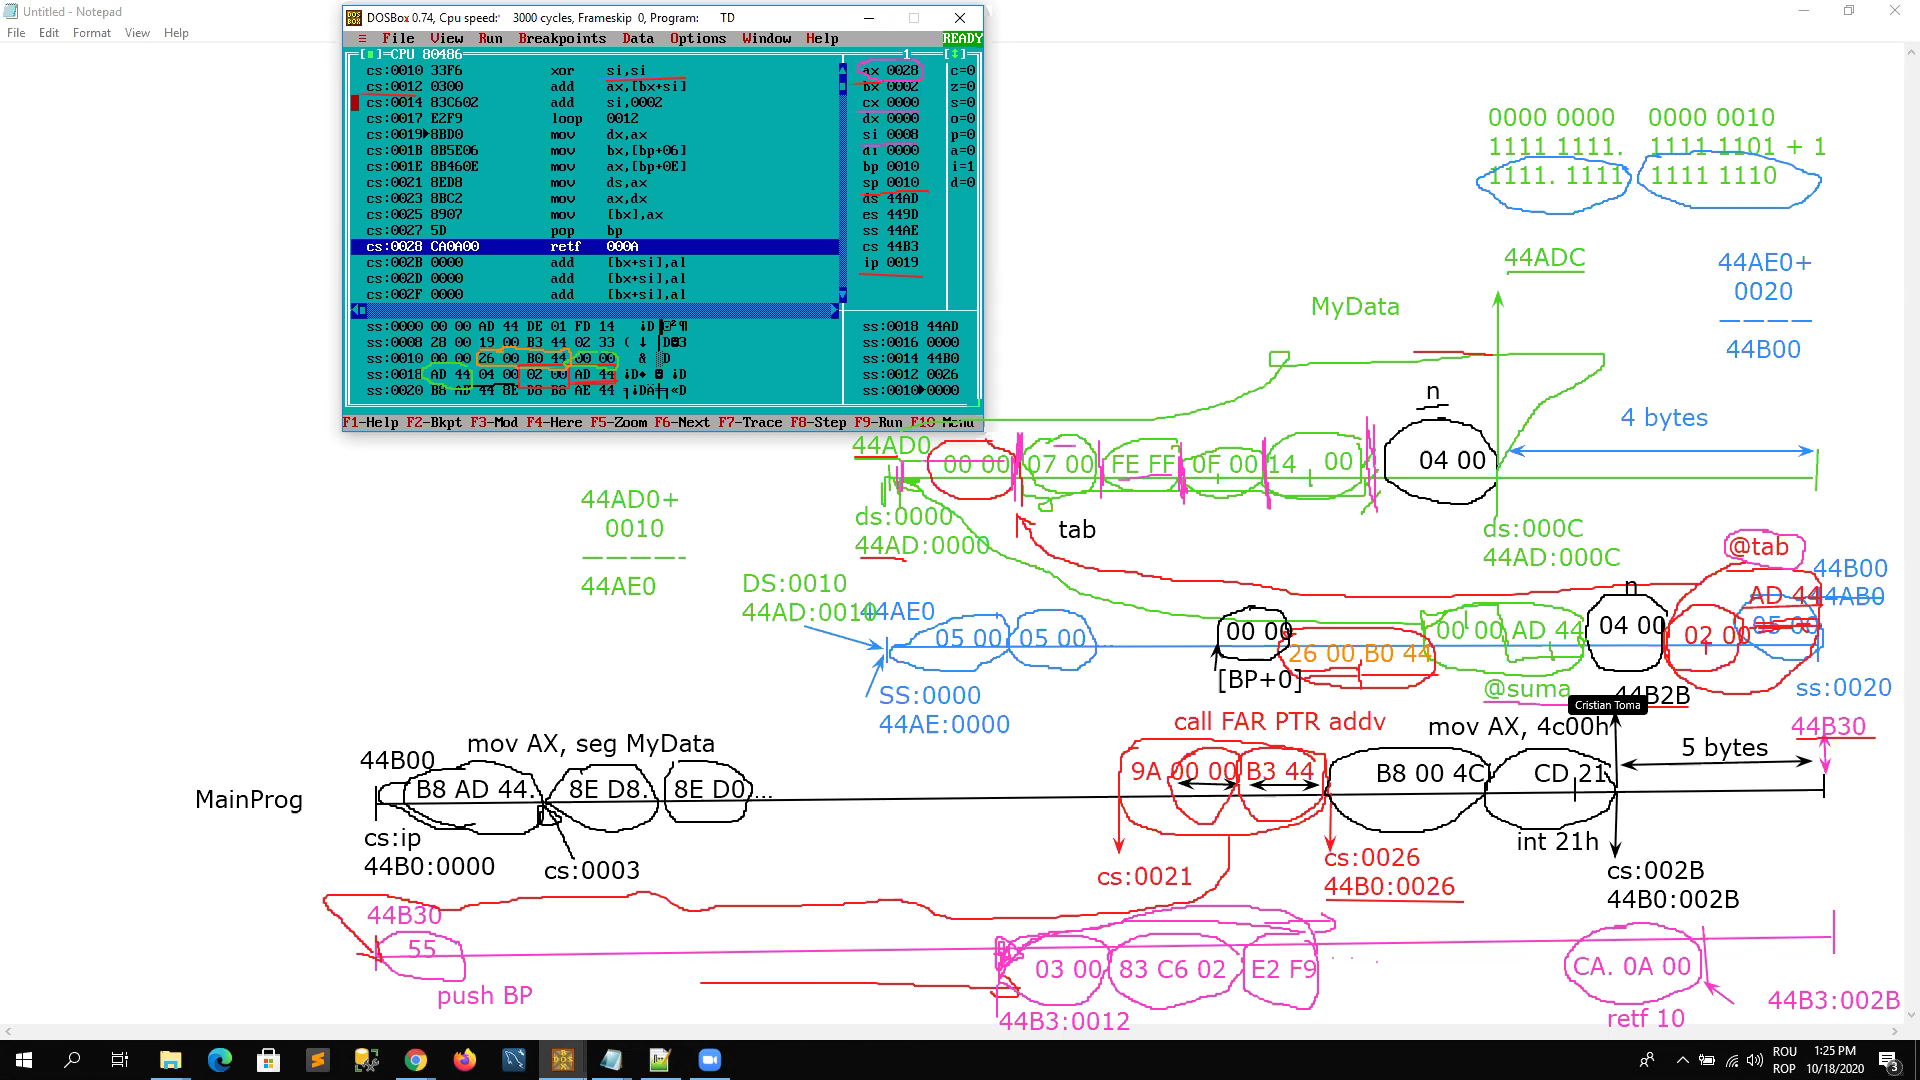 Untitled - Notepad
File Edit Format View Help
DOSBox 0.74, Cpu speed: 3000 cycles, Frameskip 0, Program: TD
≡ File View Run Breakpoints Data Options Window Help READY
CPU 80486 1
cs:0010 33F6 xor si,si ax 0028 c=0
cs:0012 0300 add ax,[bx+si] bx 0002 z=0
cs:0014 83C602 add si,0002 cx 0000 s=0
cs:0017 E2F9 loop 0012 dx 0000 o=0
cs:0019 8BD0 mov dx,ax si 0008 p=0
cs:001B 8B5E06 mov bx,[bp+06] di 0000 a=0
cs:001E 8B460E mov ax,[bp+0E] bp 0010 i=1
cs:0021 8ED8 mov ds,ax sp 0010 d=0
cs:0023 8BC2 mov ax,dx ds 44AD
cs:0025 8907 mov [bx],ax es 449D
cs:0027 5D pop bp ss 44AE
cs:0028 CA0A00 retf 000A cs 44B3
cs:002B 0000 add [bx+si],al ip 0019
cs:002D 0000 add [bx+si],al
cs:002F 0000 add [bx+si],al
ss:0000 00 00 AD 44 DE 01 FD 14 ss:0018 44AD
ss:0008 28 00 19 00 B3 44 02 33 ss:0016 0000
ss:0010 00 00 26 00 B0 44 00 00 ss:0014 44B0
ss:0018 AD 44 04 00 02 00 AD 44 ss:0012 0026
ss:0020 B8 AD 44 8E D8 B8 AE 44 ss:0010 0000
F1-Help F2-Bkpt F3-Mod F4-Here F5-Zoom F6-Next F7-Trace F8-Step F9-Run F10-Menu
0000 0000 0000 0010
1111 1111. 1111 1101 + 1
1111. 1111 1111 1110
44ADC
44AE0+
0020
44B00
MyData
n
4 bytes
44AD0
00 00 07 00 FE FF 0F 00 14 00 04 00
44AD0+
0010
44AE0
ds:0000
44AD:0000
tab
ds:000C
44AD:000C
@tab
DS:0010
44AD:0010
44AE0
44B00
44AB0
n
AD 44
05 00 05 00 ...
00 00
26 00 B0 44
00 00 AD 44
04 00
02 00
05 00
[BP+0]
@suma
44B2B
ss:0020
SS:0000
44AE:0000
Cristian Toma
call FAR PTR addv
mov AX, 4c00h
44B30
mov AX, seg MyData
44B00
5 bytes
MainProg
B8 AD 44. 8E D8. 8E D0 ...
9A 00 00 B3 44
B8 00 4C CD 21
cs:ip
44B0:0000
cs:0003
cs:0021
cs:0026
44B0:0026
int 21h
cs:002B
44B0:002B
44B30
55
push BP
03 00 83 C6 02 E2 F9
44B3:0012
CA. 0A 00
retf 10
44B3:002B
ROU
ROP
1:25 PM
10/18/2020
3